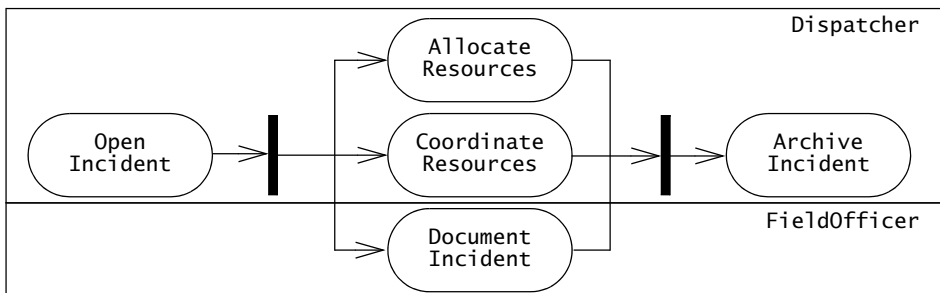 Dispatcher
Allocate
Resources
Open
Incident
Coordinate
Resources
Archive
Incident
FieldOfficer
Document
Incident